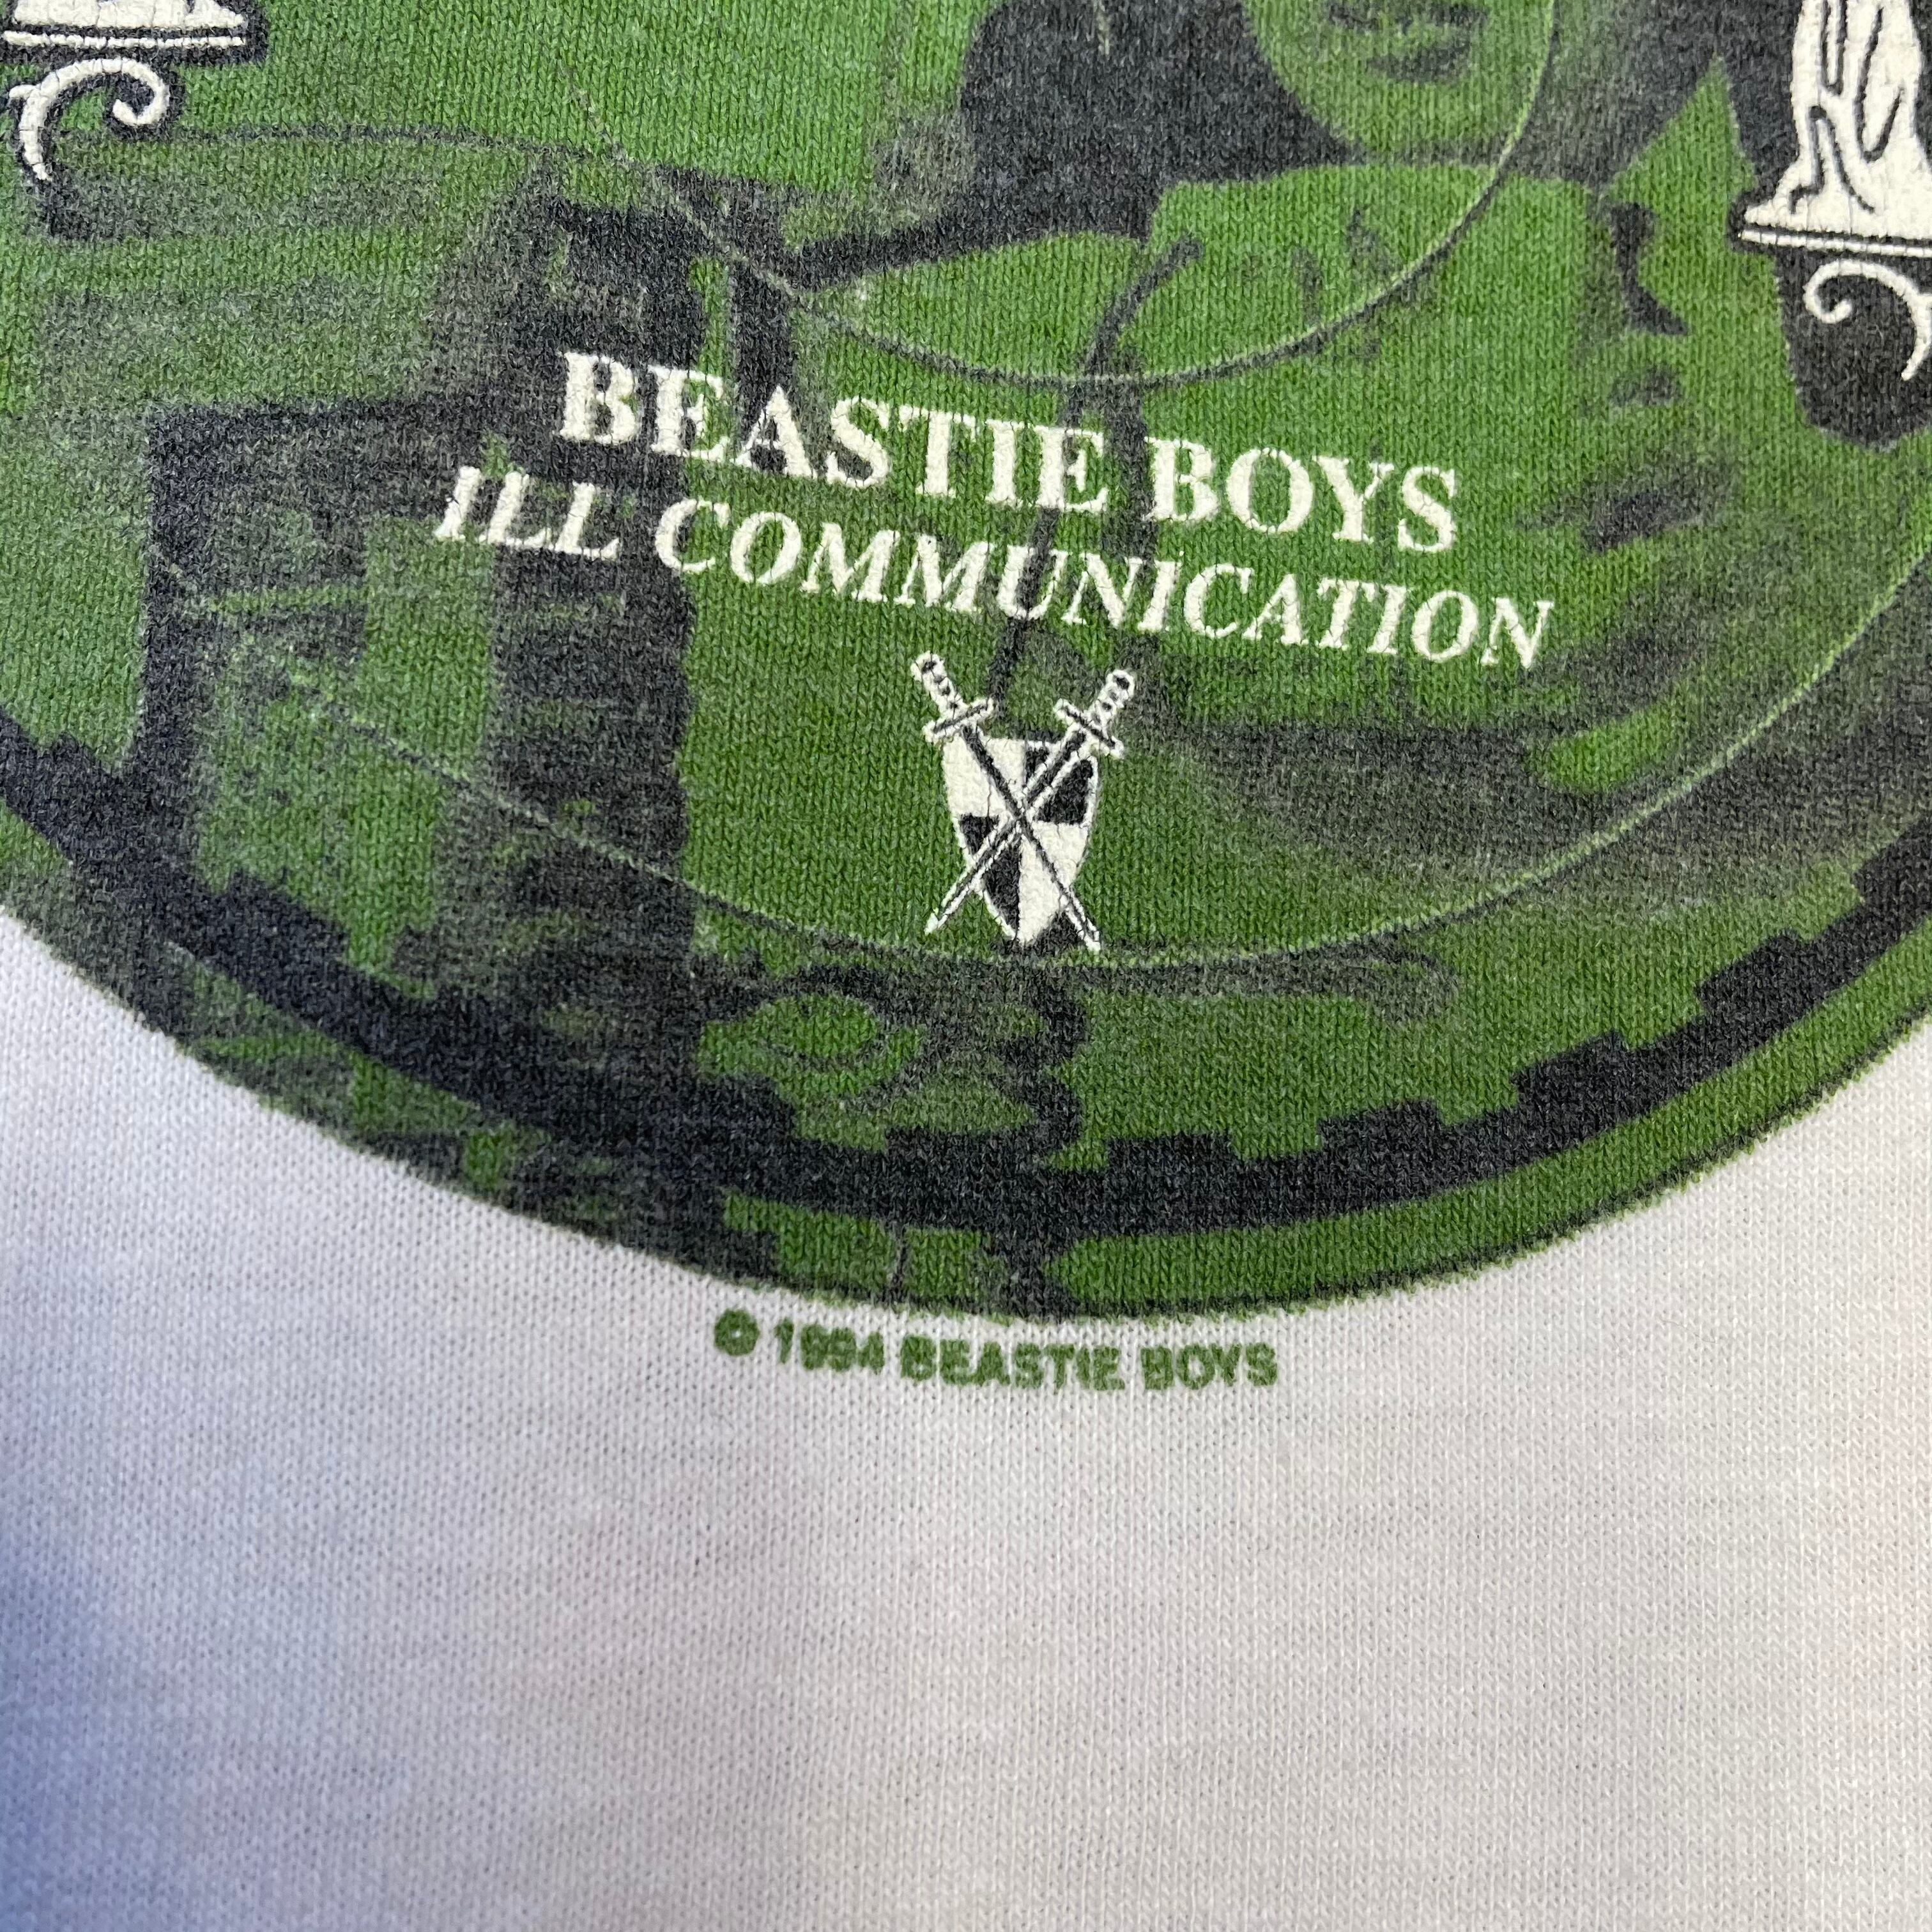 BEASTIE BOYS
ILL COMMUNICATION
© 1994 BEASTIE BOYS